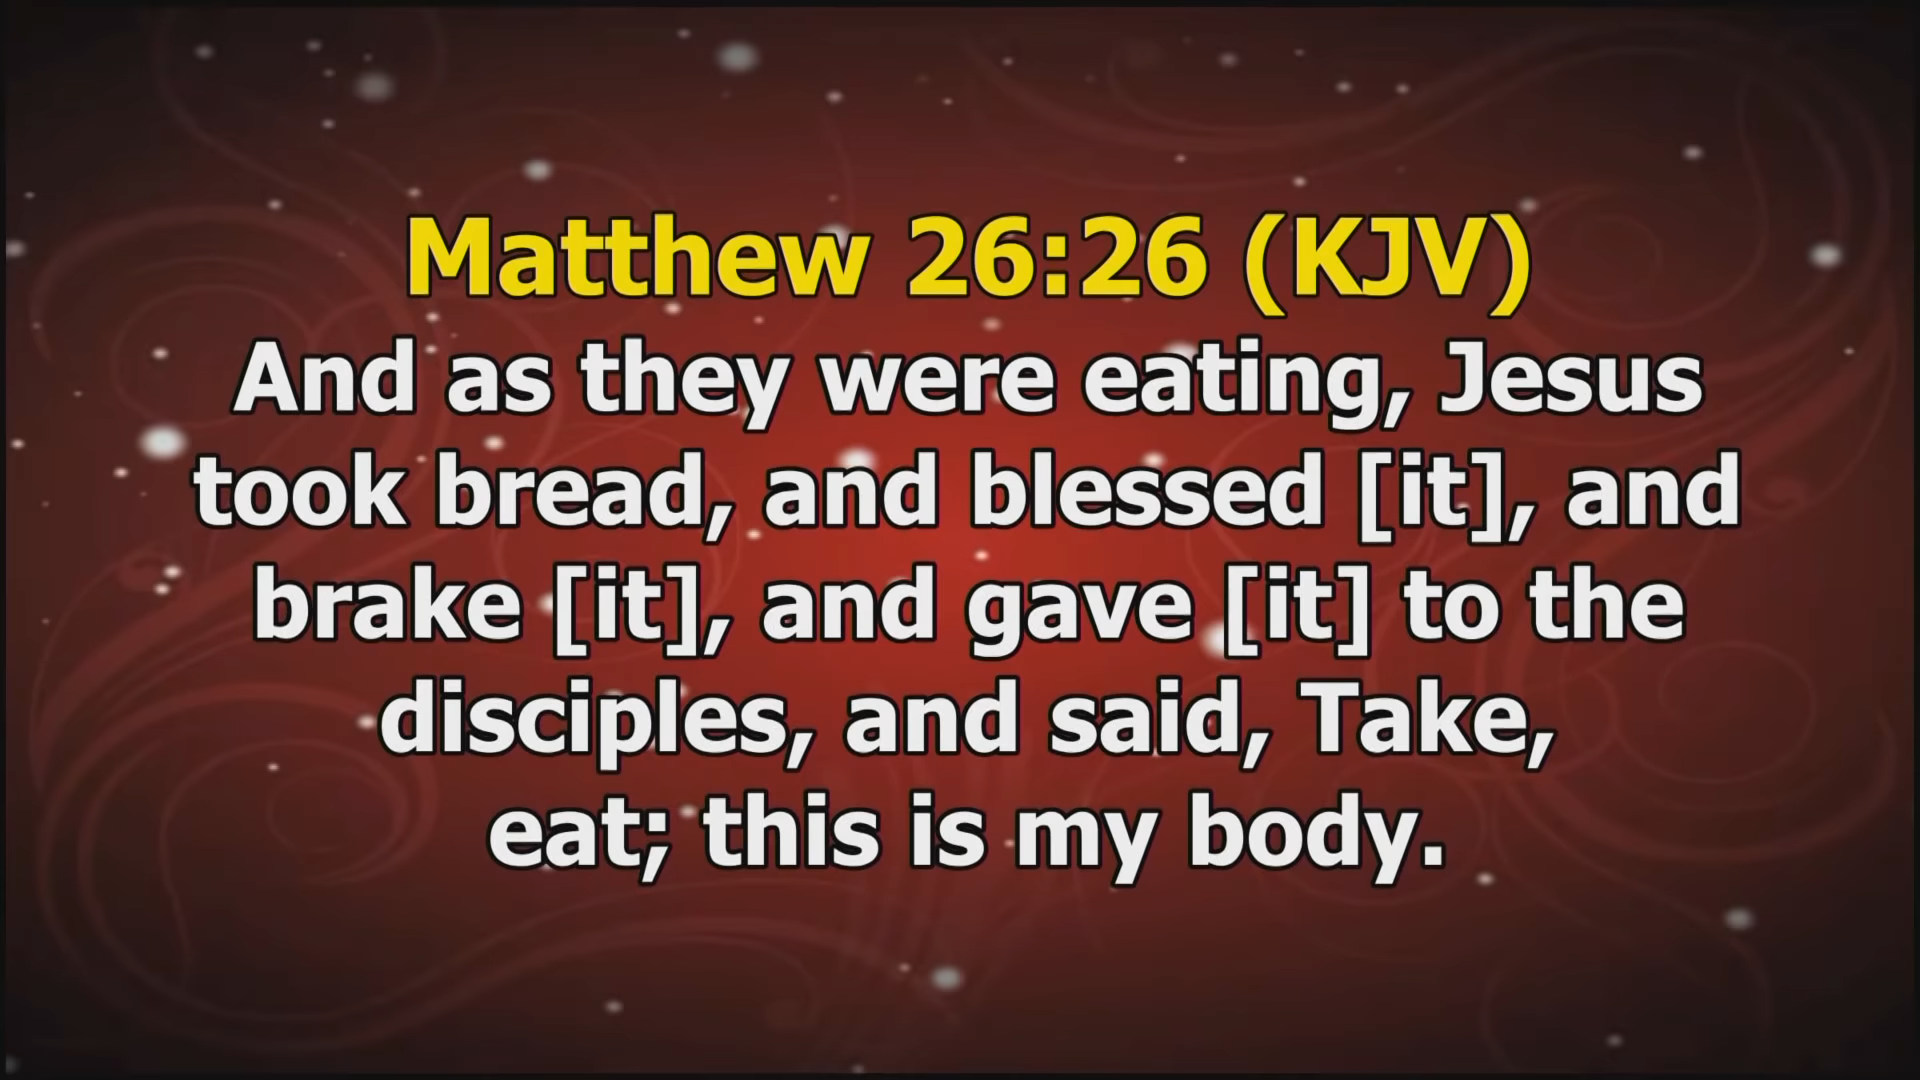 Matthew 26:26 (KJV)
And as they were eating, Jesus
took bread, and blessed [it], and
brake [it], and gave [it] to the
disciples, and said, Take,
eat; this is my body.